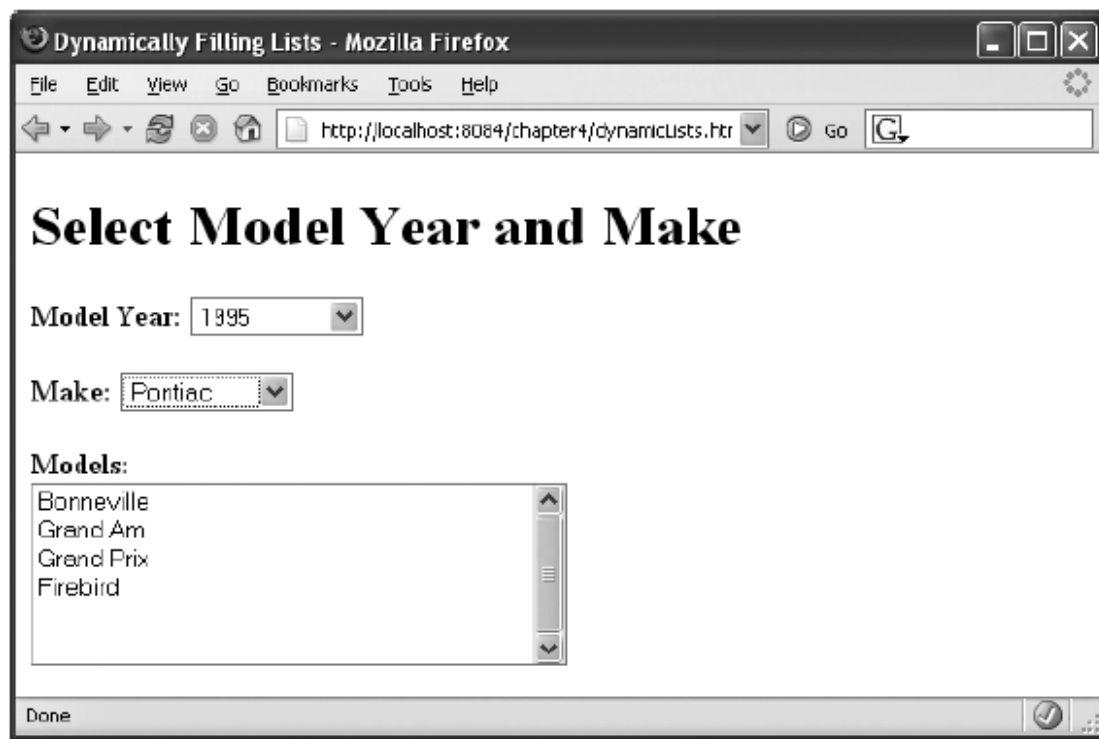 Dynamically Filling Lists - Mozilla Firefox
File Edit View Go Bookmarks Tools Help
http://localhost:8084/chapter4/dynamicLists.htr Go G
Select Model Year and Make
Model Year: 1995
Make: Pontiac
Models:
Bonneville
Grand Am
Grand Prix
Firebird
Done